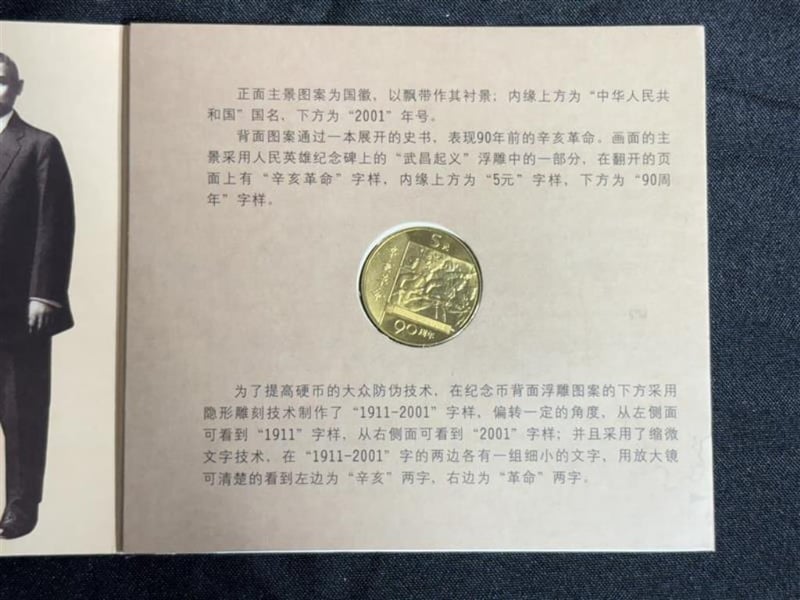 正面主景图案为国徽，以飘带作其衬景；内缘上方为“中华人民共
和国”国名，下方为“2001”年号。
背面图案通过一本展开的史书，表现90年前的辛亥革命。画面的主
景采用人民英雄纪念碑上的“武昌起义”浮雕中的一部分，在翻开的页
面上有“辛亥革命”字样，内缘上方为“5元”字样，下方为“90周
年”字样。
5元
辛亥革命
90周年
为了提高硬币的大众防伪技术，在纪念币背面浮雕图案的下方采用
隐形雕刻技术制作了“1911-2001”字样，偏转一定的角度，从左侧面
可看到“1911”字样，从右侧面可看到“2001”字样；并且采用了缩微
文字技术，在“1911-2001”字的两边各有一组细小的文字，用放大镜
可清楚的看到左边为“辛亥”两字，右边为“革命”两字。